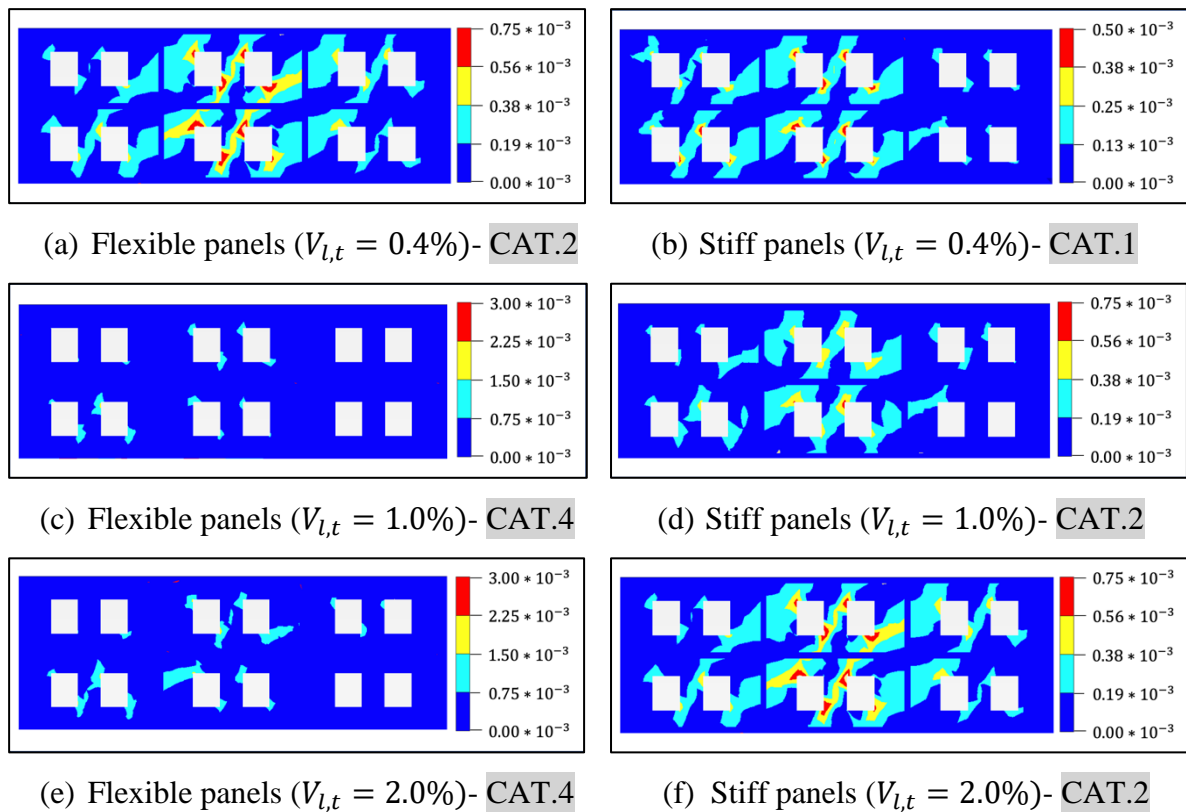 0.75 * 10⁻³
0.56 * 10⁻³
0.38 * 10⁻³
0.19 * 10⁻³
0.00 * 10⁻³
0.50 * 10⁻³
0.38 * 10⁻³
0.25 * 10⁻³
0.13 * 10⁻³
0.00 * 10⁻³
(a) Flexible panels (V_{l,t} = 0.4%)- CAT.2
(b) Stiff panels (V_{l,t} = 0.4%)- CAT.1
3.00 * 10⁻³
2.25 * 10⁻³
1.50 * 10⁻³
0.75 * 10⁻³
0.00 * 10⁻³
0.75 * 10⁻³
0.56 * 10⁻³
0.38 * 10⁻³
0.19 * 10⁻³
0.00 * 10⁻³
(c) Flexible panels (V_{l,t} = 1.0%)- CAT.4
(d) Stiff panels (V_{l,t} = 1.0%)- CAT.2
3.00 * 10⁻³
2.25 * 10⁻³
1.50 * 10⁻³
0.75 * 10⁻³
0.00 * 10⁻³
0.75 * 10⁻³
0.56 * 10⁻³
0.38 * 10⁻³
0.19 * 10⁻³
0.00 * 10⁻³
(e) Flexible panels (V_{l,t} = 2.0%)- CAT.4
(f) Stiff panels (V_{l,t} = 2.0%)- CAT.2